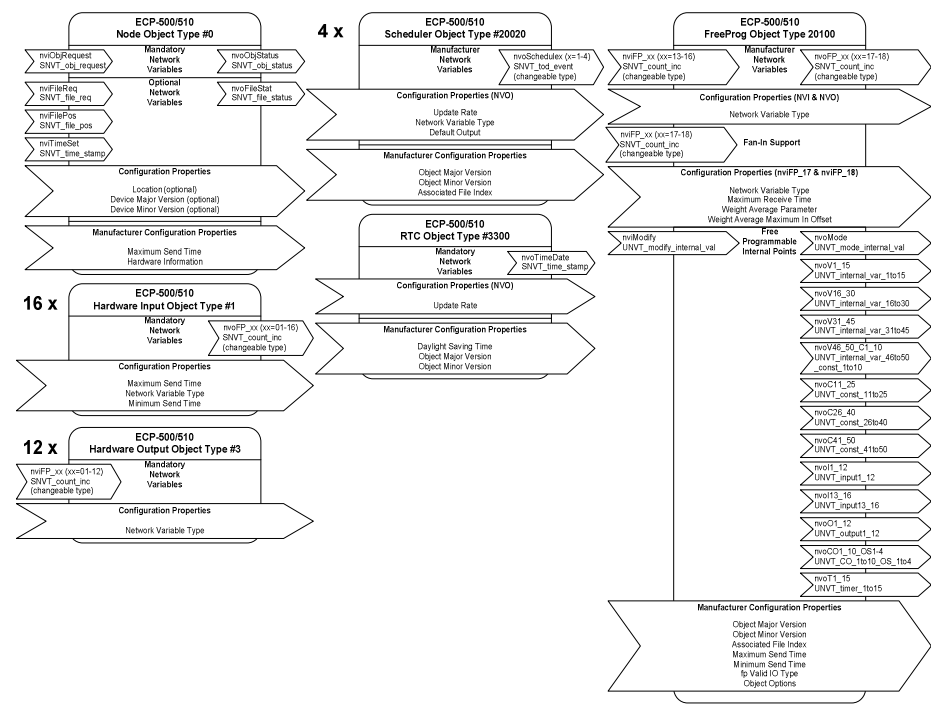 ECP-500/510
Node Object Type #0
Mandatory
Network
Variables
nviObjRequest
SNVT_obj_request
nvoObjStatus
SNVT_obj_status
Optional
Network
Variables
nviFileReq
SNVT_file_req
nvoFileStat
SNVT_file_status
nviFilePos
SNVT_file_pos
nviTimeSet
SNVT_time_stamp
Configuration Properties
Location (optional)
Device Major Version (optional)
Device Minor Version (optional)
Manufacturer Configuration Properties
Maximum Send Time
Hardware Information
16 x
ECP-500/510
Hardware Input Object Type #1
Mandatory
Network
Variables
nvoFP_xx (xx=01-16)
SNVT_count_inc
(changeable type)
Configuration Properties
Maximum Send Time
Network Variable Type
Minimum Send Time
12 x
ECP-500/510
Hardware Output Object Type #3
Mandatory
Network
Variables
nviFP_xx (xx=01-12)
SNVT_count_inc
(changeable type)
Configuration Properties
Network Variable Type
4 x
ECP-500/510
Scheduler Object Type #20020
Manufacturer
Network
Variables
nvoSchedulex (x=1-4)
SNVT_tod_event
(changeable type)
Configuration Properties (NVO)
Update Rate
Network Variable Type
Default Output
Manufacturer Configuration Properties
Object Major Version
Object Minor Version
Associated File Index
ECP-500/510
RTC Object Type #3300
Mandatory
Network
Variables
nvoTimeDate
SNVT_time_stamp
Configuration Properties (NVO)
Update Rate
Manufacturer Configuration Properties
Daylight Saving Time
Object Major Version
Object Minor Version
ECP-500/510
FreeProg Object Type 20100
Manufacturer
Network
Variables
nviFP_xx (xx=13-16)
SNVT_count_inc
(changeable type)
nvoFP_xx (xx=17-18)
SNVT_count_inc
(changeable type)
Configuration Properties (NVI & NVO)
Network Variable Type
nviFP_xx (xx=17-18)
SNVT_count_inc
(changeable type)
Fan-In Support
Configuration Properties (nviFP_17 & nviFP_18)
Network Variable Type
Maximum Receive Time
Weight Average Parameter
Weight Average Maximum In Offset
Free
Programmable
Internal Points
nviModify
UNVT_modify_internal_val
nvoMode
UNVT_mode_internal_val
nvoV1_15
UNVT_internal_var_1to15
nvoV16_30
UNVT_internal_var_16to30
nvoV31_45
UNVT_internal_var_31to45
nvoV46_50_C1_10
UNVT_internal_var_46to50
_const_1to10
nvoC11_25
UNVT_const_11to25
nvoC26_40
UNVT_const_26to40
nvoC41_50
UNVT_const_41to50
nvoI1_12
UNVT_input1_12
nvoI13_16
UNVT_input13_16
nvoO1_12
UNVT_output1_12
nvoCO1_10_OS1-4
UNVT_CO_1to10_OS_1to4
nvoT1_15
UNVT_timer_1to15
Manufacturer Configuration Properties
Object Major Version
Object Minor Version
Associated File Index
Maximum Send Time
Minimum Send Time
fp Valid IO Type
Object Options